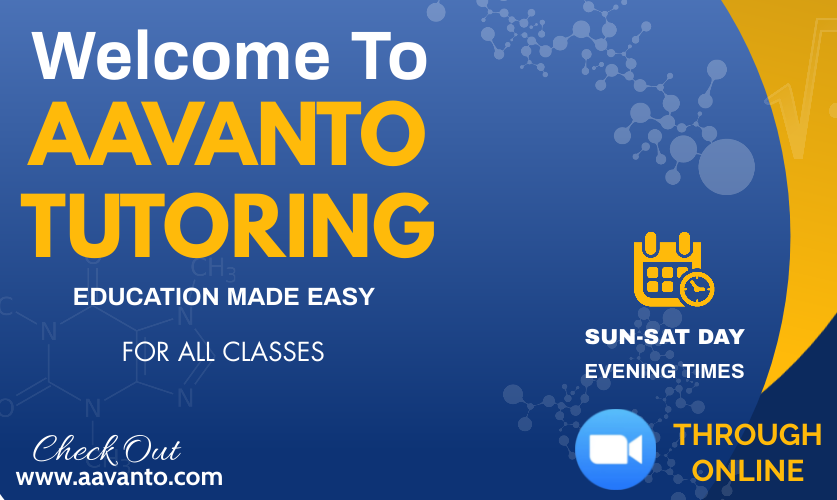 Welcome To
AAVANTO
TUTORING
EDUCATION MADE EASY
FOR ALL CLASSES
SUN-SAT DAY
EVENING TIMES
THROUGH
ONLINE
Check Out
www.aavanto.com
CH₃
N
N
N
N
O
O
C